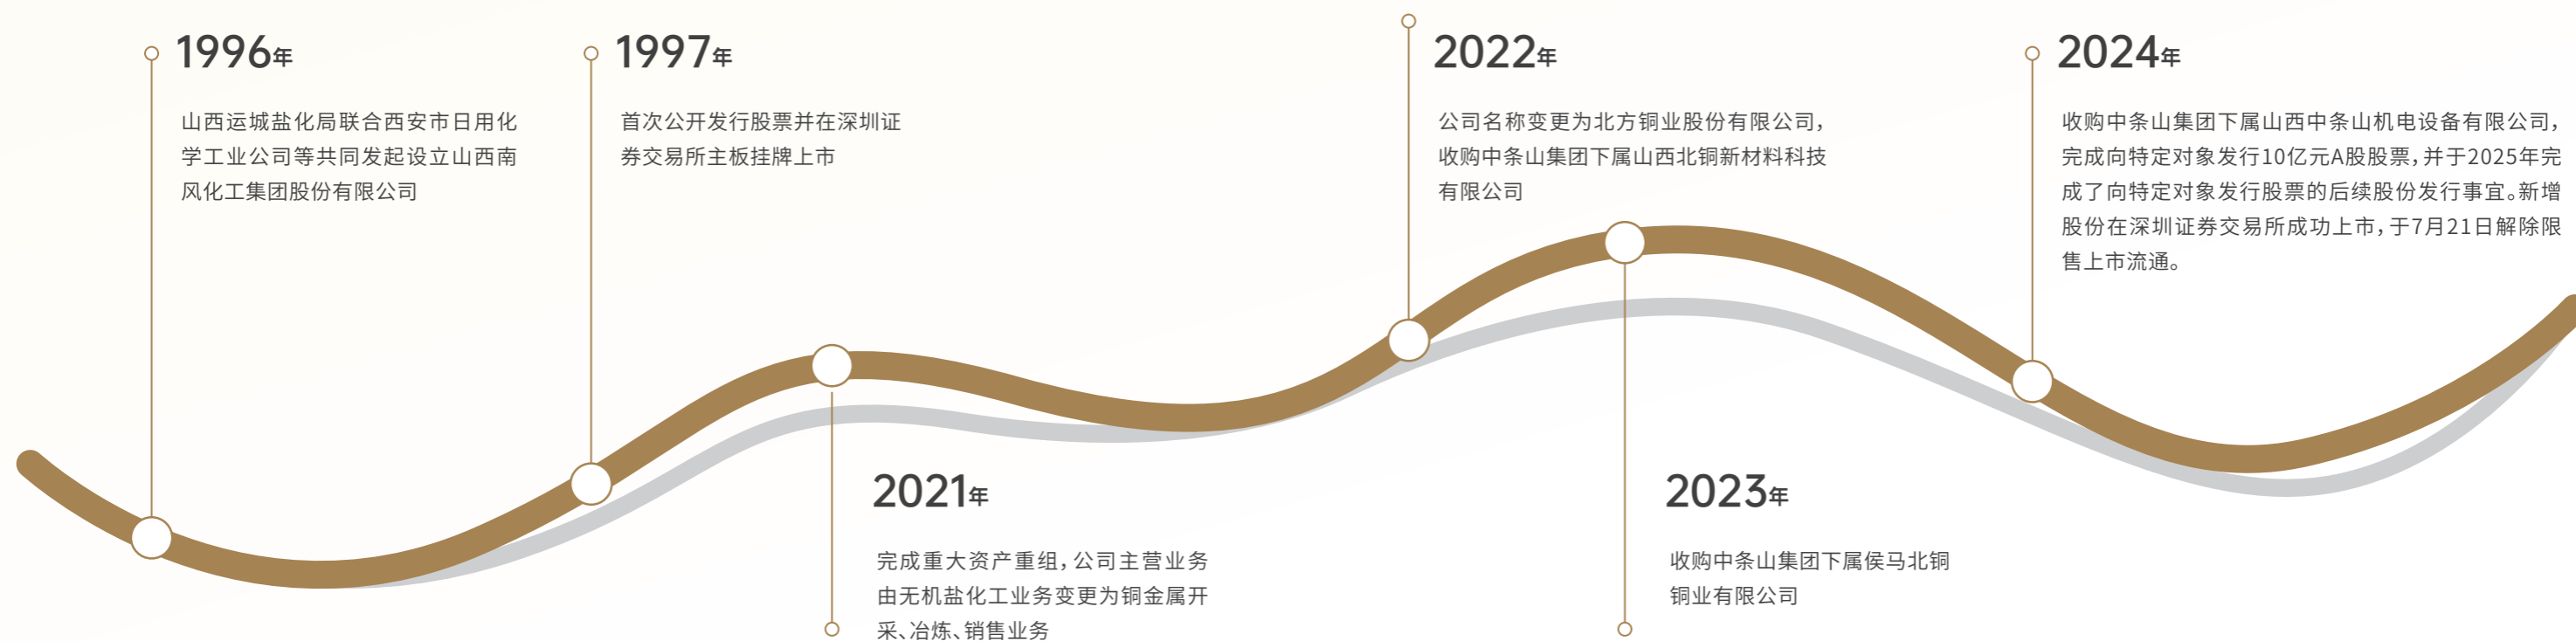 1996年
山西运城盐化局联合西安市日用化
学工业公司等共同发起设立山西南
风化工集团股份有限公司
1997年
首次公开发行股票并在深圳证
券交易所主板挂牌上市
2021年
完成重大资产重组，公司主营业务
由无机盐化工业务变更为铜金属开
采、冶炼、销售业务
2022年
公司名称变更为北方铜业股份有限公司，
收购中条山集团下属山西北铜新材料科技
有限公司
2023年
收购中条山集团下属侯马北铜
铜业有限公司
2024年
收购中条山集团下属山西中条山机电设备有限公司，
完成向特定对象发行10亿元A股股票，并于2025年完
成了向特定对象发行股票的后续股份发行事宜。新增
股份在深圳证券交易所成功上市，于7月21日解除限
售上市流通。